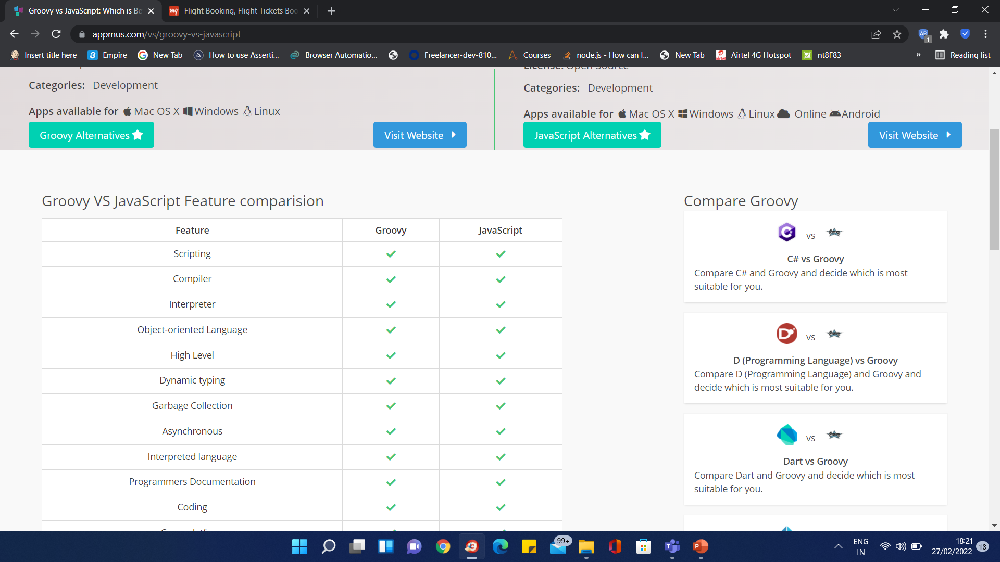 Groovy vs JavaScript: Which is Be
Flight Booking, Flight Tickets Boo
appmus.com/vs/groovy-vs-javascript
AB
1
Insert title here
Empire
New Tab
How to use Asserti...
Browser Automatio...
Freelancer-dev-810...
Courses
node.js - How can I...
New Tab
Airtel 4G Hotspot
nt8F83
»
Reading list
License: Open Source
Categories: Development
Categories: Development
Apps available for Mac OS X Windows Linux
Apps available for Mac OS X Windows Linux Online Android
Groovy Alternatives
Visit Website
JavaScript Alternatives
Visit Website
Groovy VS JavaScript Feature comparision
Feature Groovy JavaScript
Scripting
Compiler
Interpreter
Object-oriented Language
High Level
Dynamic typing
Garbage Collection
Asynchronous
Interpreted language
Programmers Documentation
Coding
Compare Groovy
vs
C# vs Groovy
Compare C# and Groovy and decide which is most
suitable for you.
vs
D (Programming Language) vs Groovy
Compare D (Programming Language) and Groovy and
decide which is most suitable for you.
vs
Dart vs Groovy
Compare Dart and Groovy and decide which is most
suitable for you.
99+
ENG
IN
18:21
27/02/2022
18